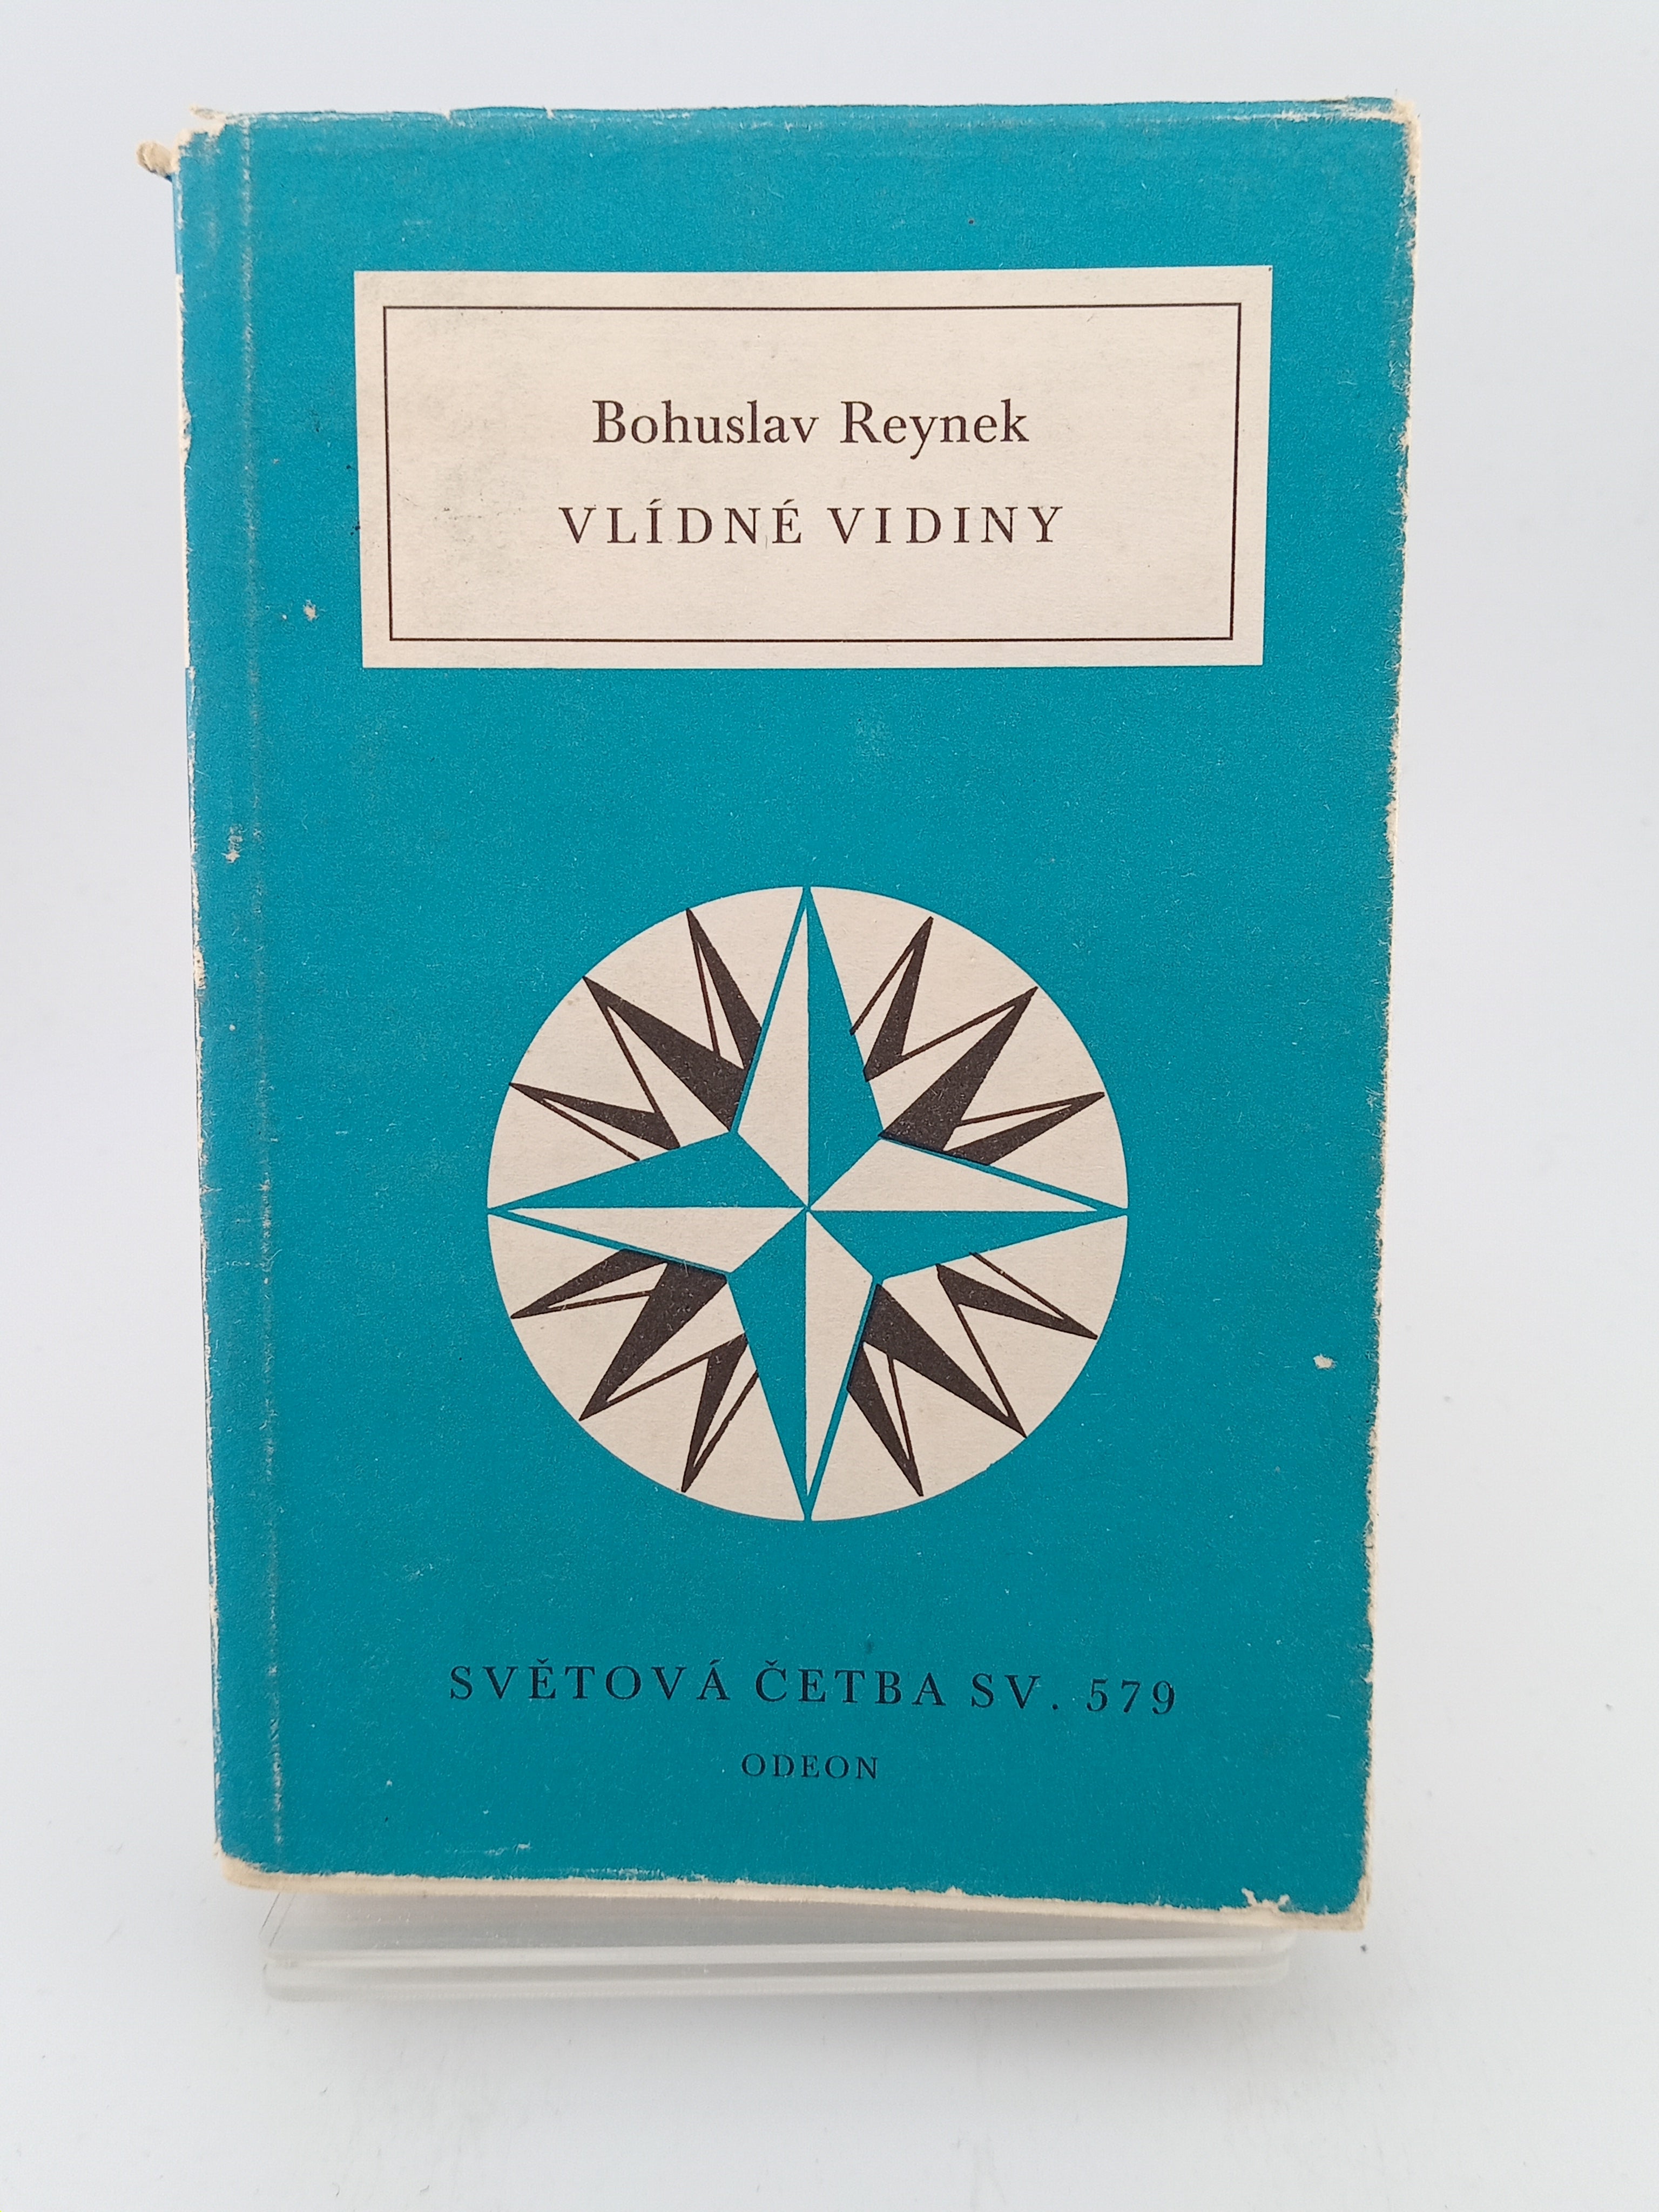 Bohuslav Reynek
VLÍDNÉ VIDINY
SVĚTOVÁ ČETBA SV. 579
ODEON